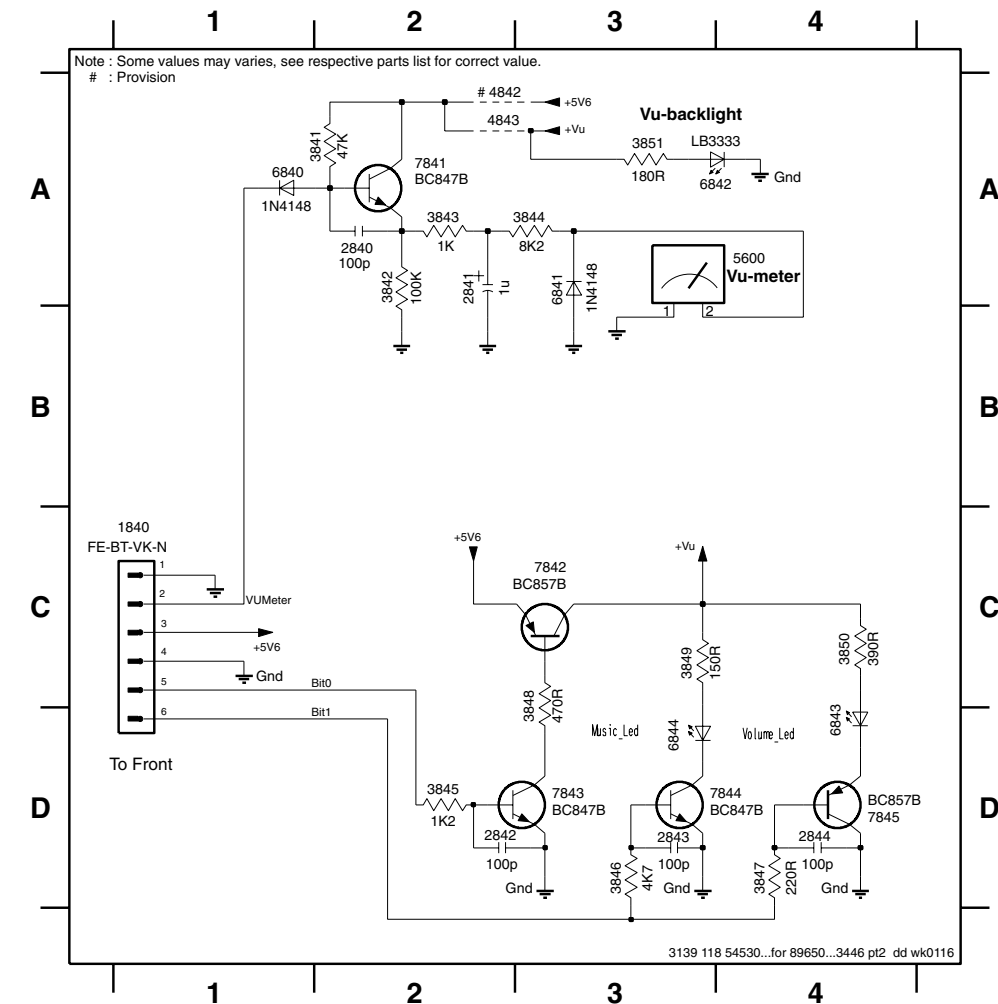 1 2 3 4
Note : Some values may varies, see respective parts list for correct value.
# : Provision
# 4842
+5V6
4843
+Vu
Vu-backlight
3841
47K
3851
180R
LB3333
6842
Gnd
7841
BC847B
6840
1N4148
A
A
3843
1K
3844
8K2
2840
100p
3842
100K
2841
+
1u
6841
1N4148
5600
Vu-meter
1
2
B
B
1840
FE-BT-VK-N
1
2
VUMeter
3
+5V6
4
Gnd
5
Bit0
6
Bit1
To Front
+5V6
7842
BC857B
+Vu
C
C
3849
150R
3850
390R
3848
470R
Music_Led
6844
Volume_Led
6843
3845
1K2
7843
BC847B
7844
BC847B
BC857B
7845
D
D
2842
100p
2843
100p
2844
100p
Gnd
3846
4K7
Gnd
3847
220R
Gnd
3139 118 54530...for 89650...3446 pt2 dd wk0116
1 2 3 4